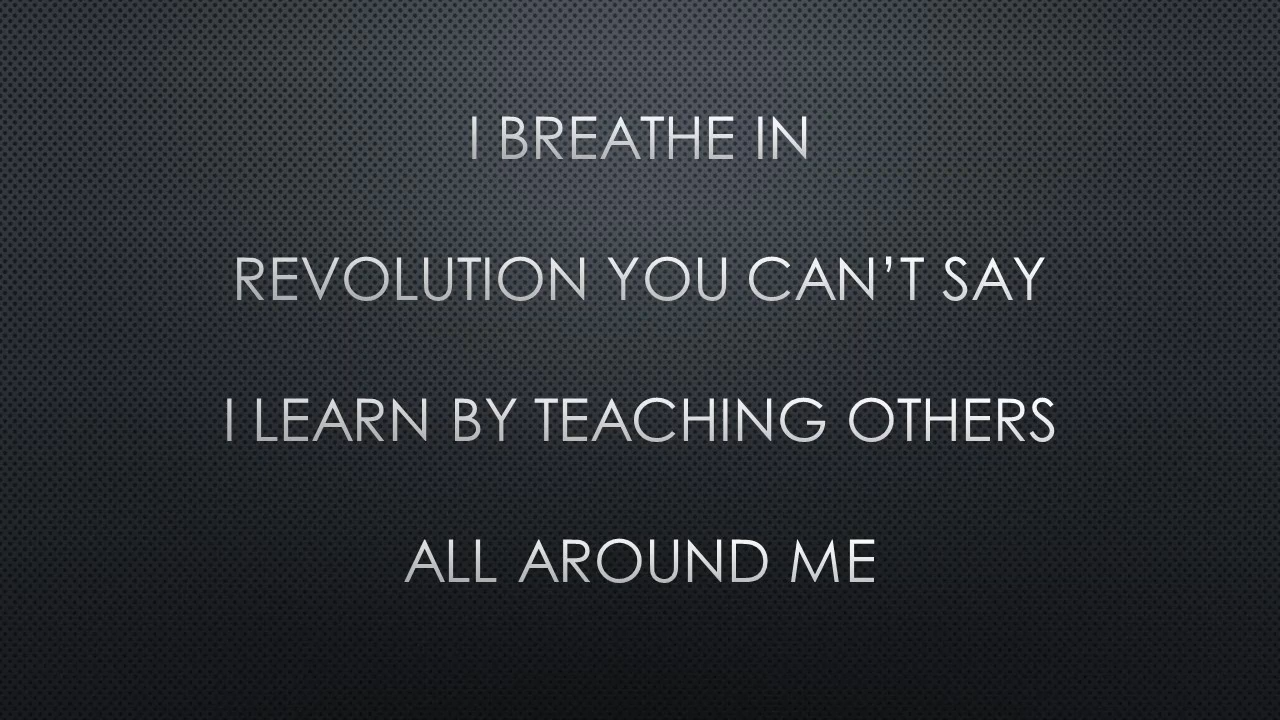 I BREATHE IN
REVOLUTION YOU CAN’T SAY
I LEARN BY TEACHING OTHERS
ALL AROUND ME